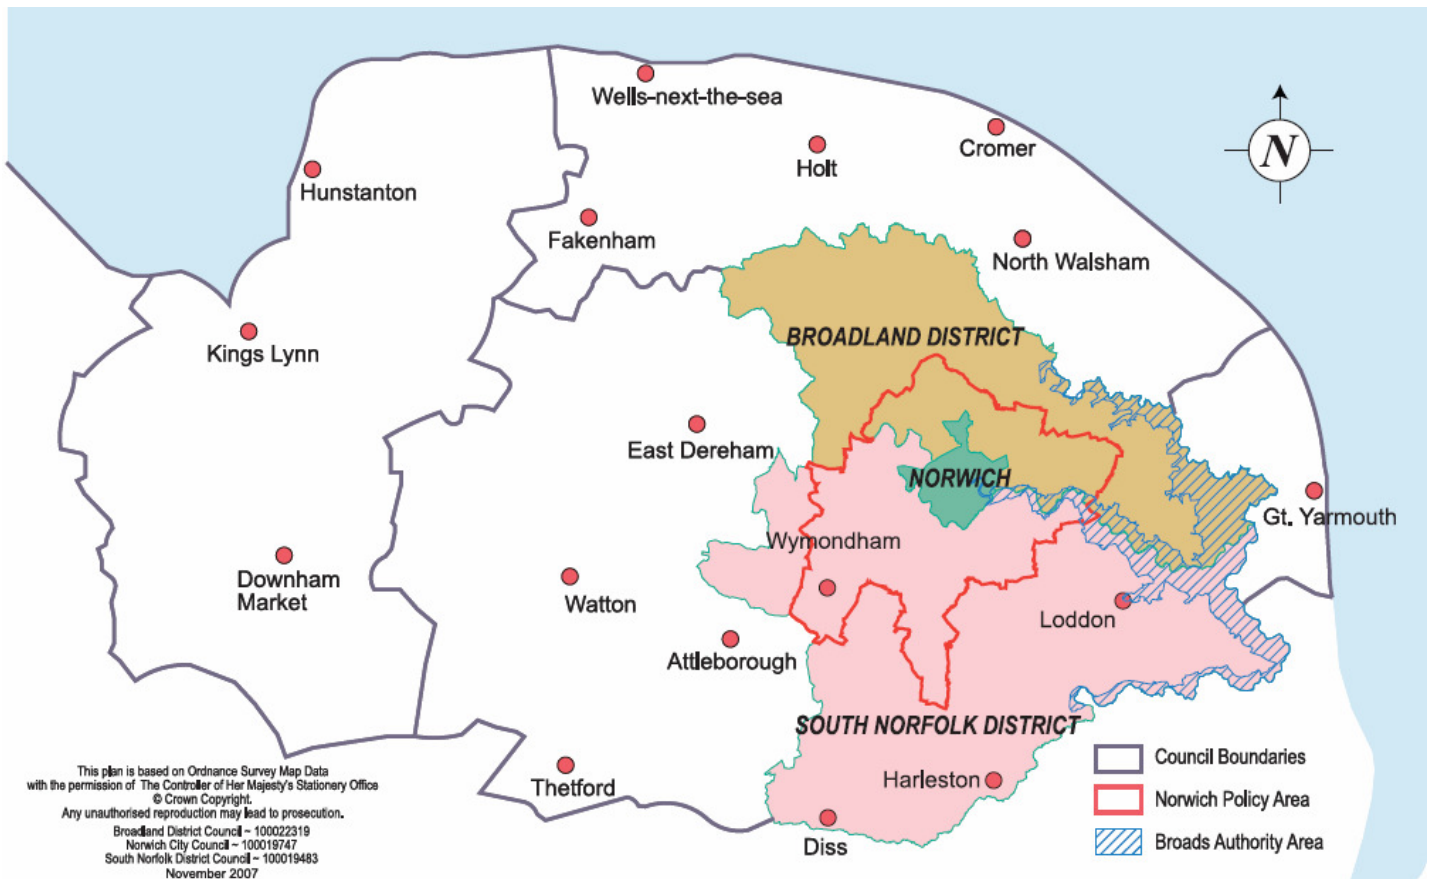 Wells-next-the-sea
Cromer
Holt
N
Hunstanton
Fakenham
North Walsham
Kings Lynn
BROADLAND DISTRICT
East Dereham
NORWICH
Gt. Yarmouth
Wymondham
Downham
Market
Watton
Loddon
Attleborough
SOUTH NORFOLK DISTRICT
Harleston
Thetford
Diss
Council Boundaries
Norwich Policy Area
Broads Authority Area
This plan is based on Ordnance Survey Map Data
with the permission of The Controller of Her Majesty's Stationery Office
© Crown Copyright.
Any unauthorised reproduction may lead to prosecution.
Broadland District Council ~ 100022319
Norwich City Council ~ 100019747
South Norfolk District Council ~ 100019483
November 2007